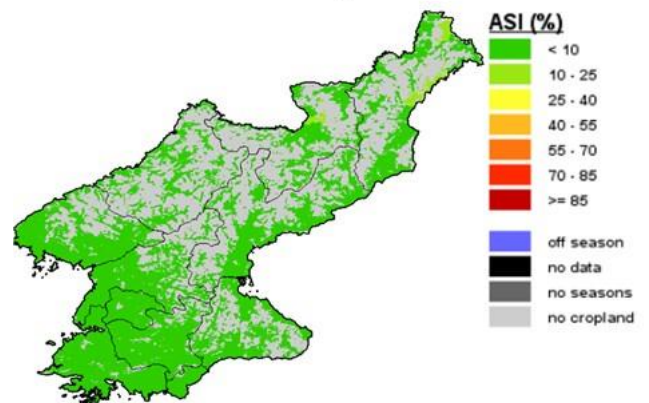 ASI (%)
< 10
10 - 25
25 - 40
40 - 55
55 - 70
70 - 85
>= 85
off season
no data
no seasons
no cropland